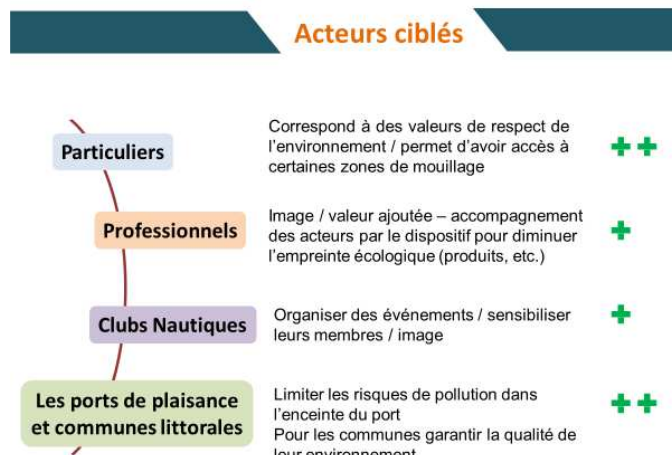 Acteurs ciblés
Particuliers
Correspond à des valeurs de respect de
l'environnement / permet d'avoir accès à
certaines zones de mouillage
++
Professionnels
Image / valeur ajoutée – accompagnement
des acteurs par le dispositif pour diminuer
l'empreinte écologique (produits, etc.)
+
Clubs Nautiques
Organiser des événements / sensibiliser
leurs membres / image
+
Les ports de plaisance
et communes littorales
Limiter les risques de pollution dans
l'enceinte du port
Pour les communes garantir la qualité de
leur environnement
++